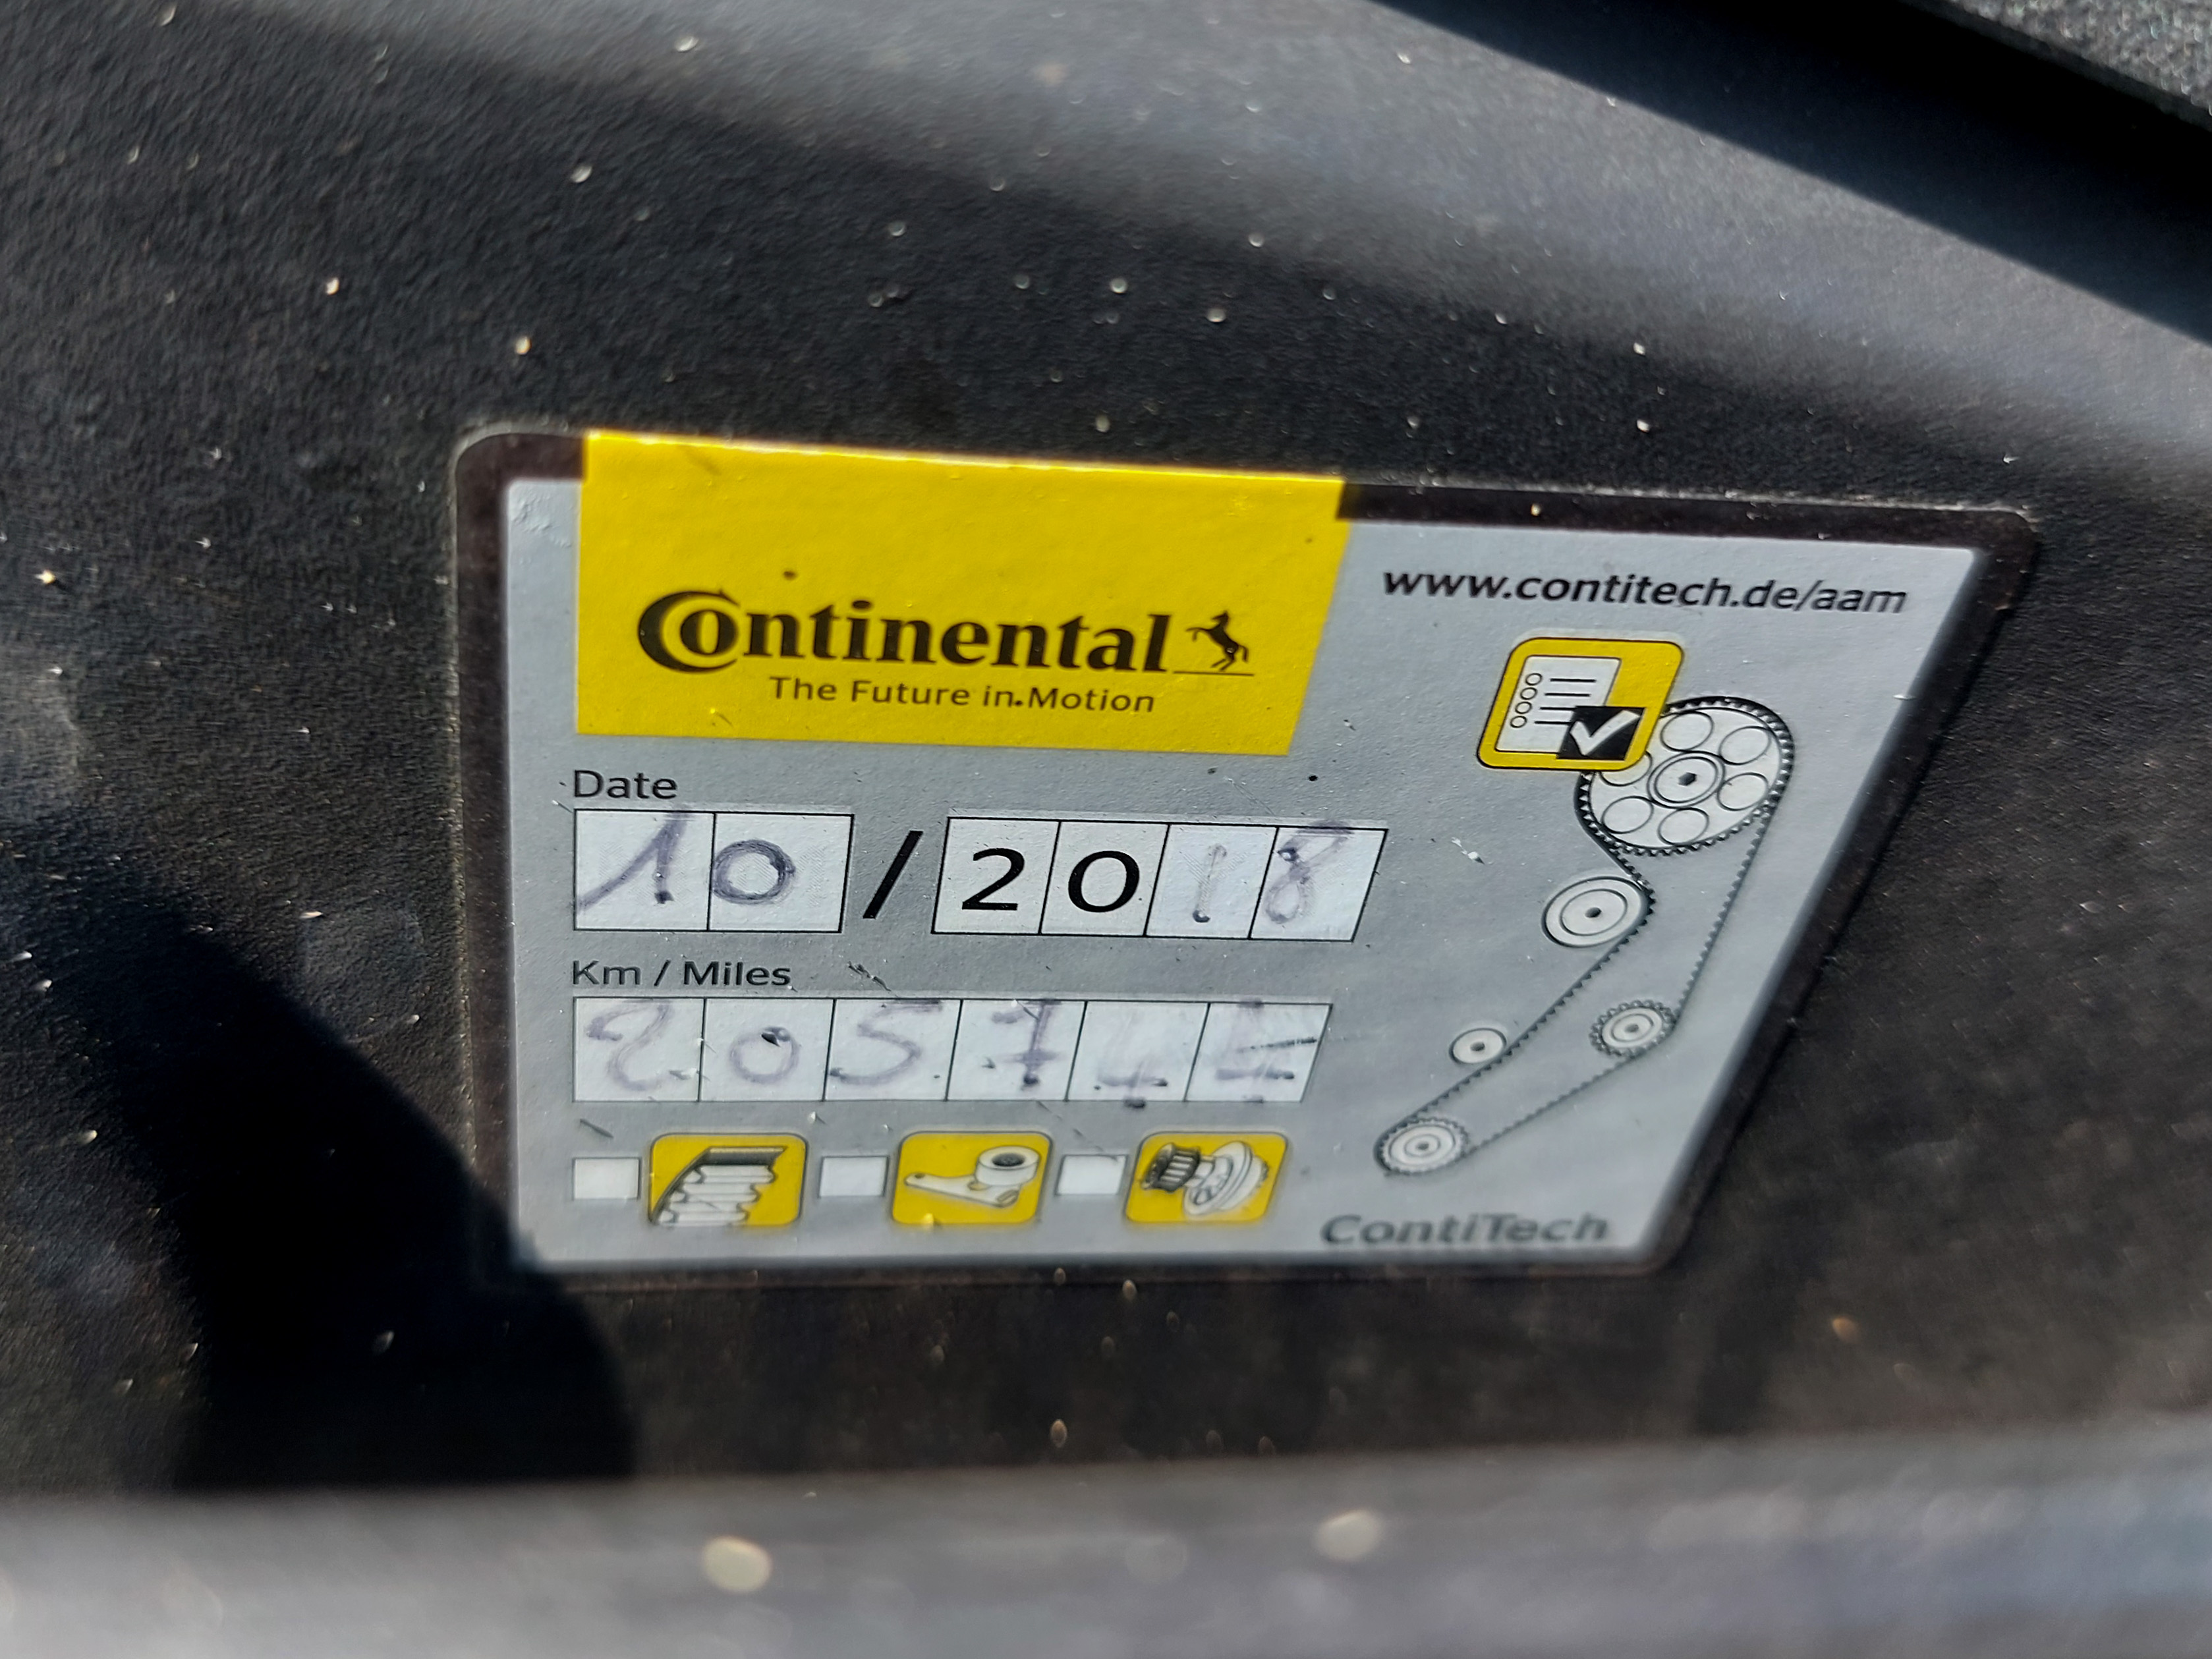 Continental
The Future in Motion
www.contitech.de/aam
Date
10 / 2018
Km / Miles
205744
ContiTech